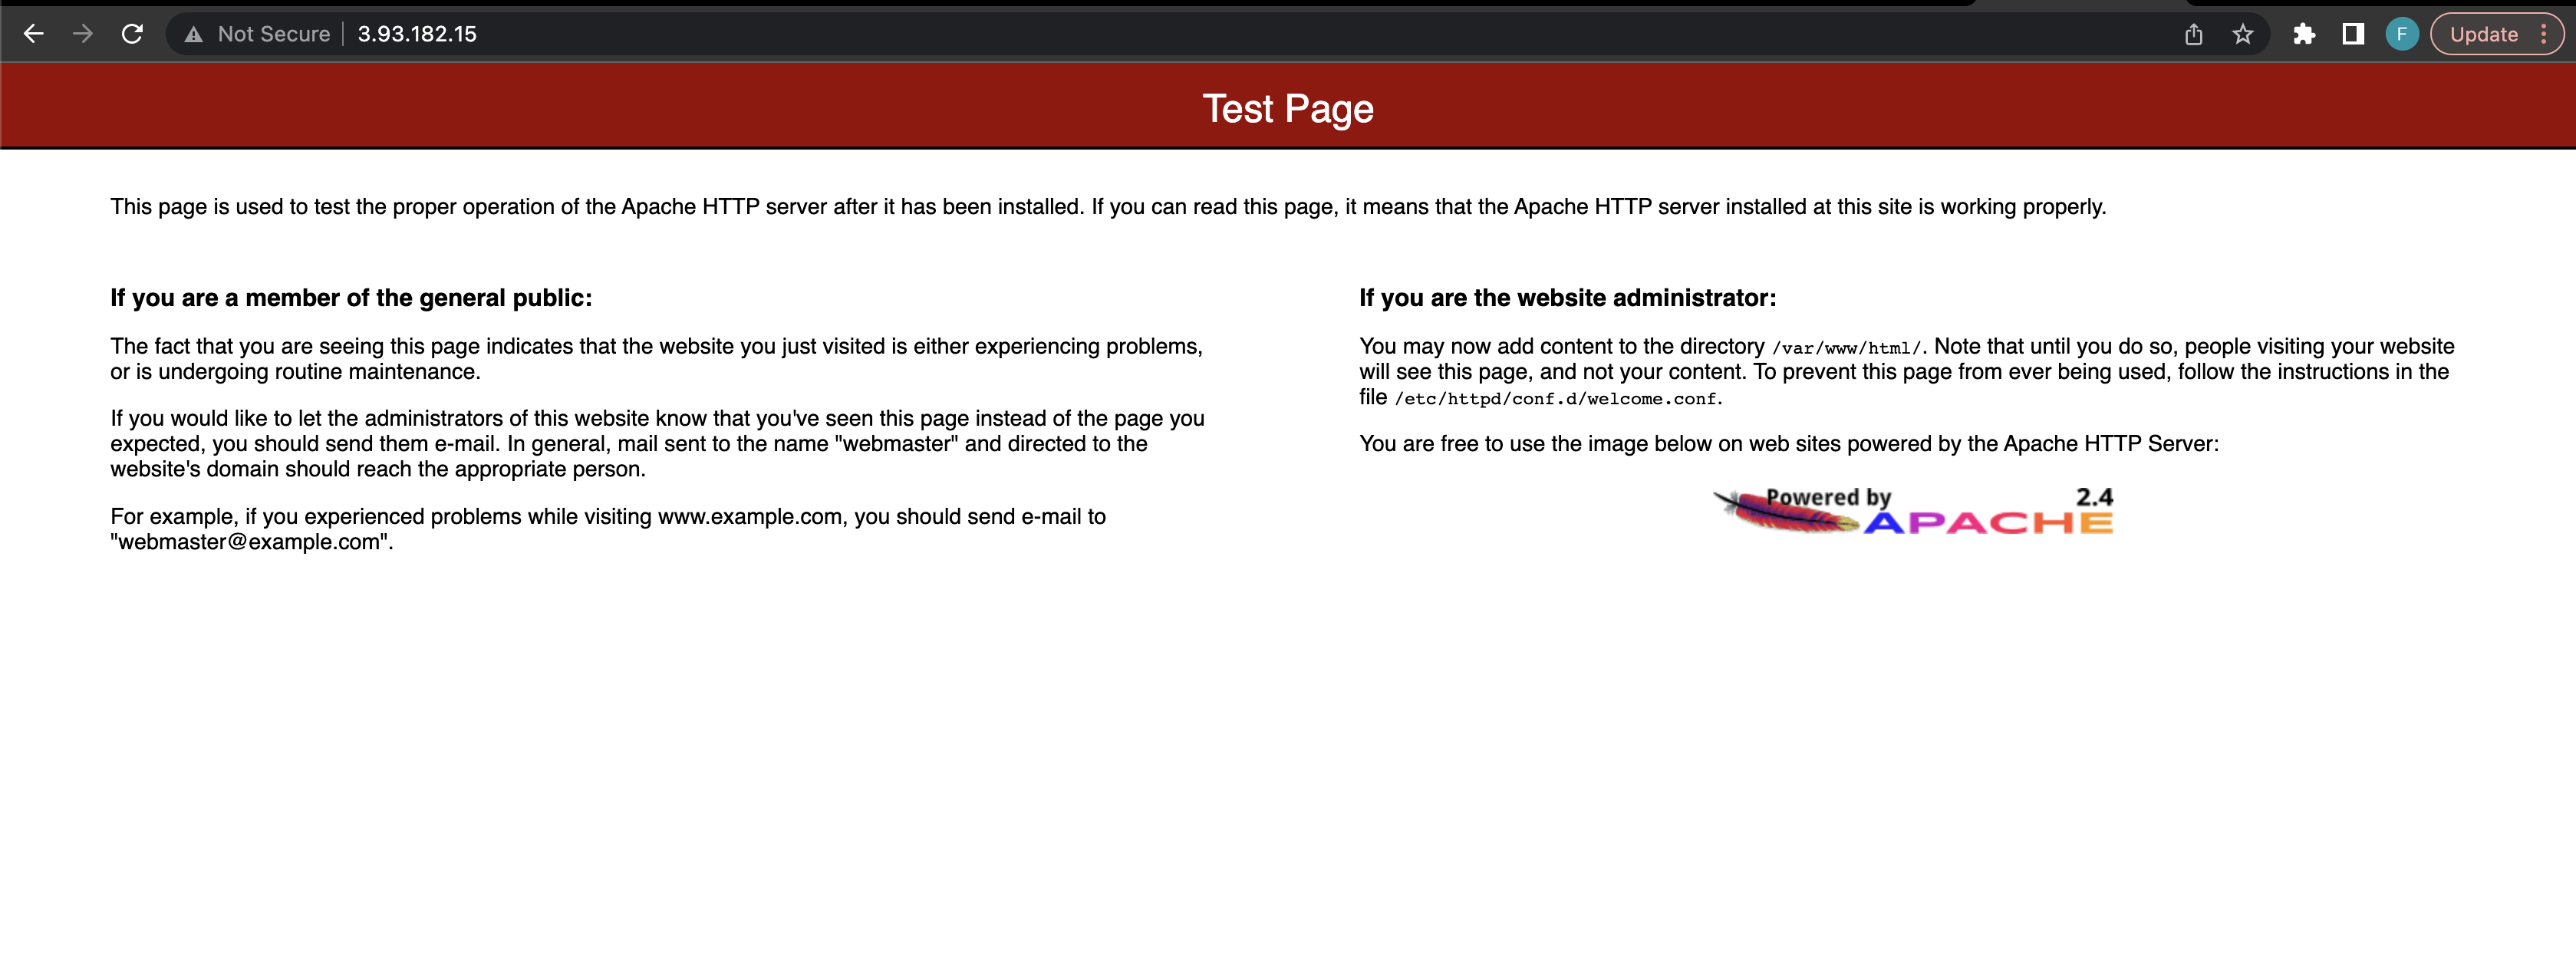 Not Secure 3.93.182.15 F Update
Test Page
This page is used to test the proper operation of the Apache HTTP server after it has been installed. If you can read this page, it means that the Apache HTTP server installed at this site is working properly.
If you are a member of the general public:
The fact that you are seeing this page indicates that the website you just visited is either experiencing problems,
or is undergoing routine maintenance.
If you would like to let the administrators of this website know that you've seen this page instead of the page you
expected, you should send them e-mail. In general, mail sent to the name "webmaster" and directed to the
website's domain should reach the appropriate person.
For example, if you experienced problems while visiting www.example.com, you should send e-mail to
"webmaster@example.com".
If you are the website administrator:
You may now add content to the directory /var/www/html/. Note that until you do so, people visiting your website
will see this page, and not your content. To prevent this page from ever being used, follow the instructions in the
file /etc/httpd/conf.d/welcome.conf.
You are free to use the image below on web sites powered by the Apache HTTP Server:
Powered by 2.4
APACHE